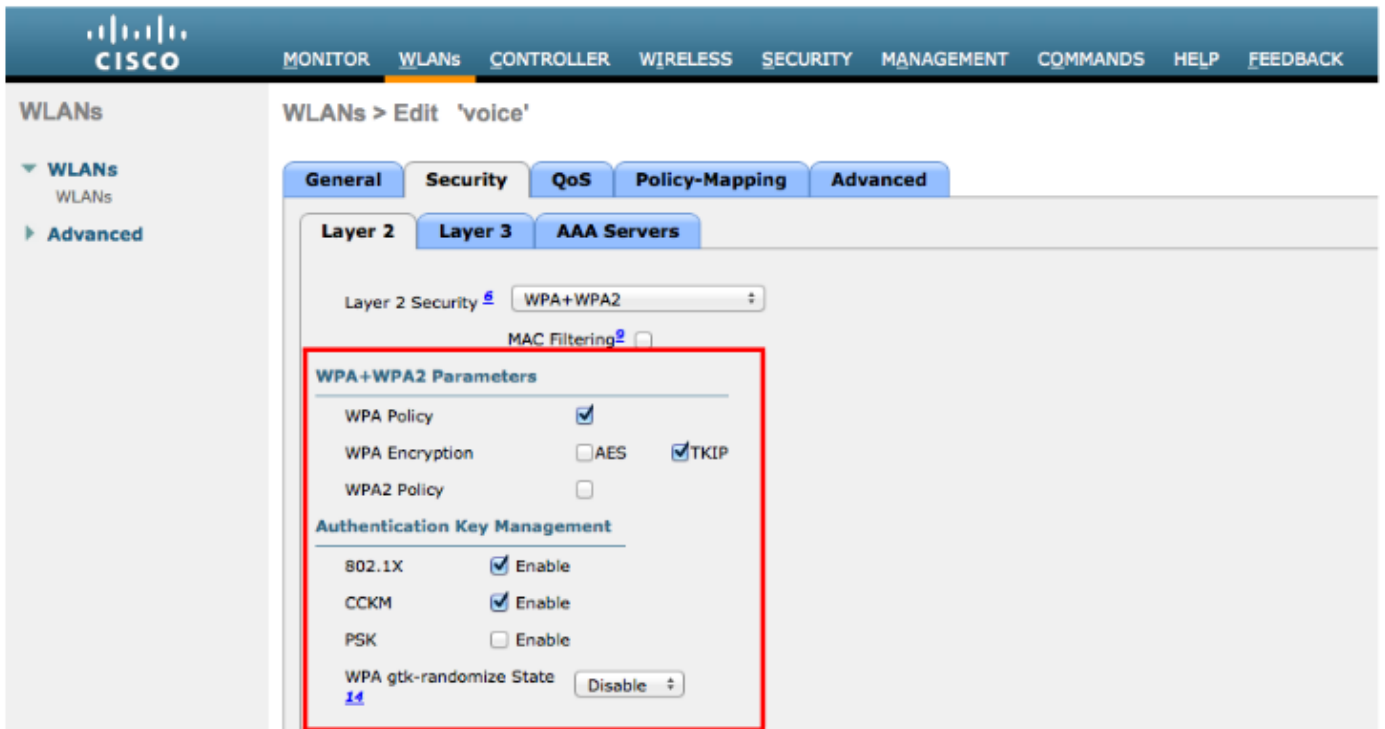 CISCO
MONITOR WLANs CONTROLLER WIRELESS SECURITY MANAGEMENT COMMANDS HELP FEEDBACK
WLANs
WLANs
WLANs
Advanced
WLANs > Edit 'voice'
General Security QoS Policy-Mapping Advanced
Layer 2 Layer 3 AAA Servers
Layer 2 Security 6 WPA+WPA2
MAC Filtering 9
WPA+WPA2 Parameters
WPA Policy
WPA Encryption AES TKIP
WPA2 Policy
Authentication Key Management
802.1X Enable
CCKM Enable
PSK Enable
WPA gtk-randomize State Disable
14